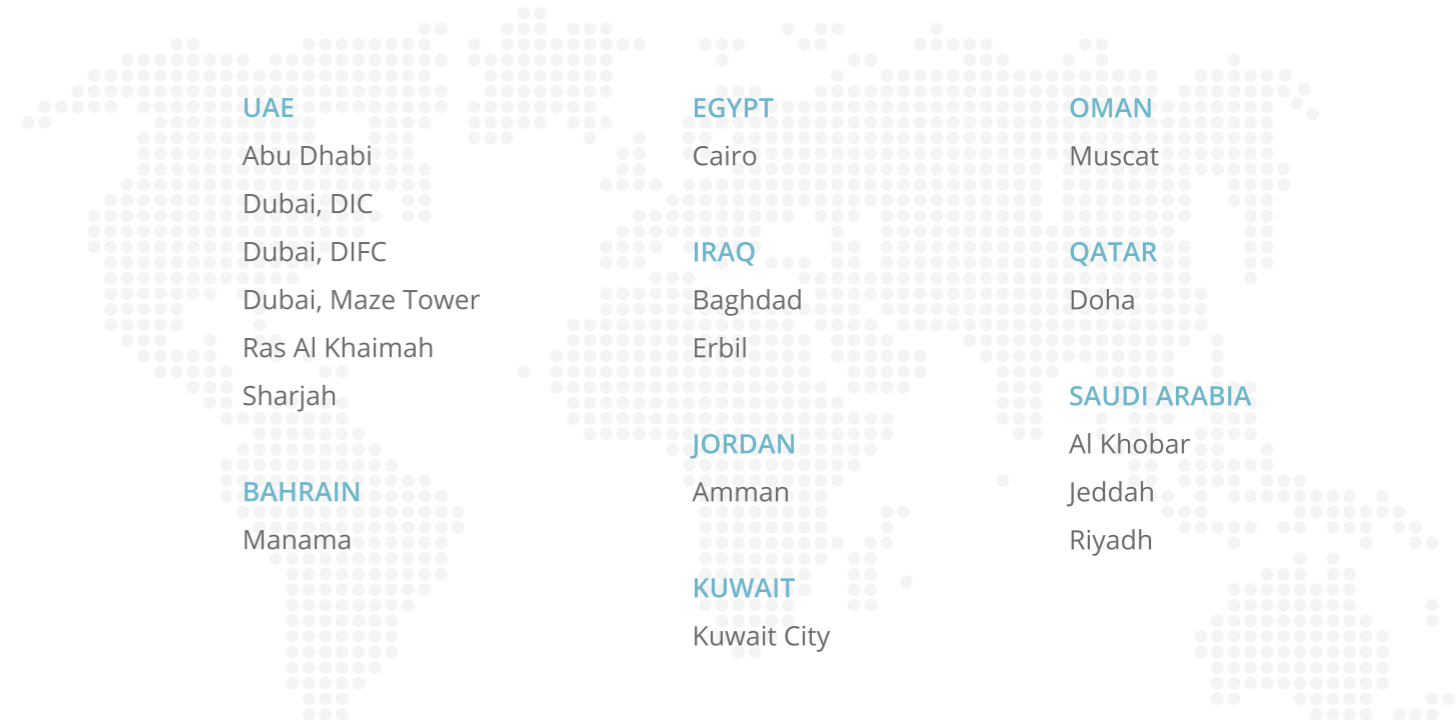 UAE
Abu Dhabi
Dubai, DIC
Dubai, DIFC
Dubai, Maze Tower
Ras Al Khaimah
Sharjah
BAHRAIN
Manama
EGYPT
Cairo
IRAQ
Baghdad
Erbil
JORDAN
Amman
KUWAIT
Kuwait City
OMAN
Muscat
QATAR
Doha
SAUDI ARABIA
Al Khobar
Jeddah
Riyadh